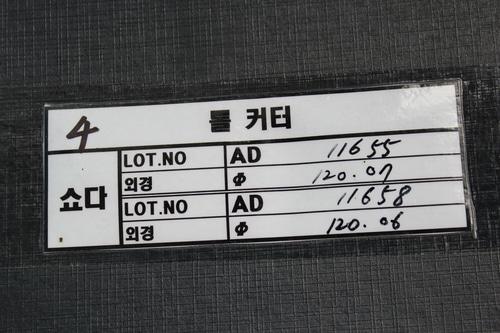 4 롤 커터
쇼다
LOT.NO AD 11655
외경 Φ 120.07
LOT.NO AD 11658
외경 Φ 120.06